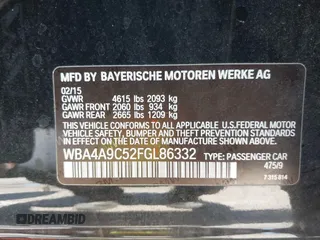 MFD BY BAYERISCHE MOTOREN WERKE AG
02/15
GVWR 4615 lbs 2093 kg
GAWR FRONT 2060 lbs 934 kg
GAWR REAR 2665 lbs 1209 kg
THIS VEHICLE CONFORMS TO ALL APPLICABLE U.S.FEDERAL MOTOR
VEHICLE SAFETY, BUMPER, AND THEFT PREVENTION STANDARDS
IN EFFECT ON THE DATE OF MANUFACTURE SHOWN ABOVE.
WBA4A9C52FGL86332 TYPE: PASSENGER CAR
475/9
7 315 614
DREAMBID